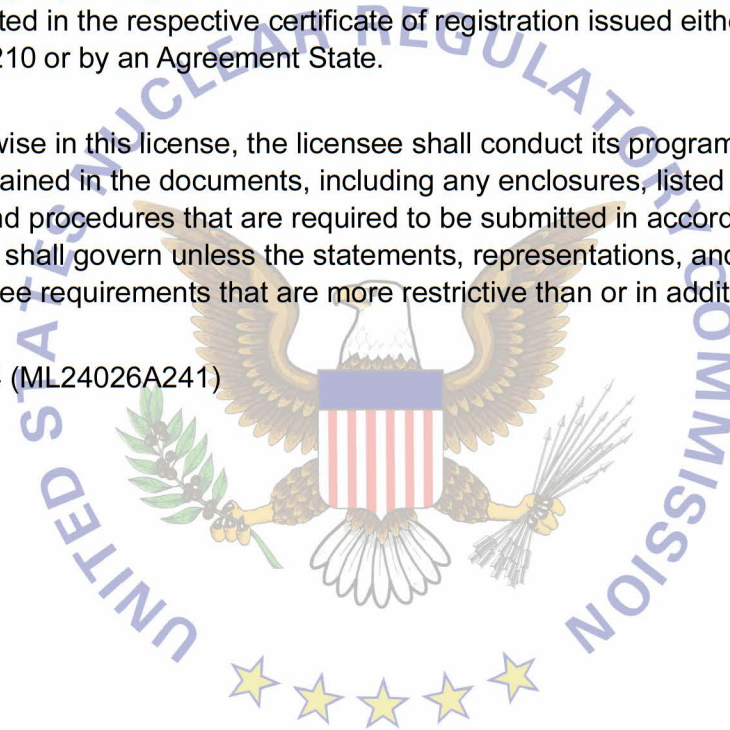 ted in the respective certificate of registration issued eithe
210 or by an Agreement State.
wise in this license, the licensee shall conduct its program
ained in the documents, including any enclosures, listed
nd procedures that are required to be submitted in accord
shall govern unless the statements, representations, and
ee requirements that are more restrictive than or in addit
(ML24026A241)
UNITED STATES NUCLEAR REGULATORY COMMISSION